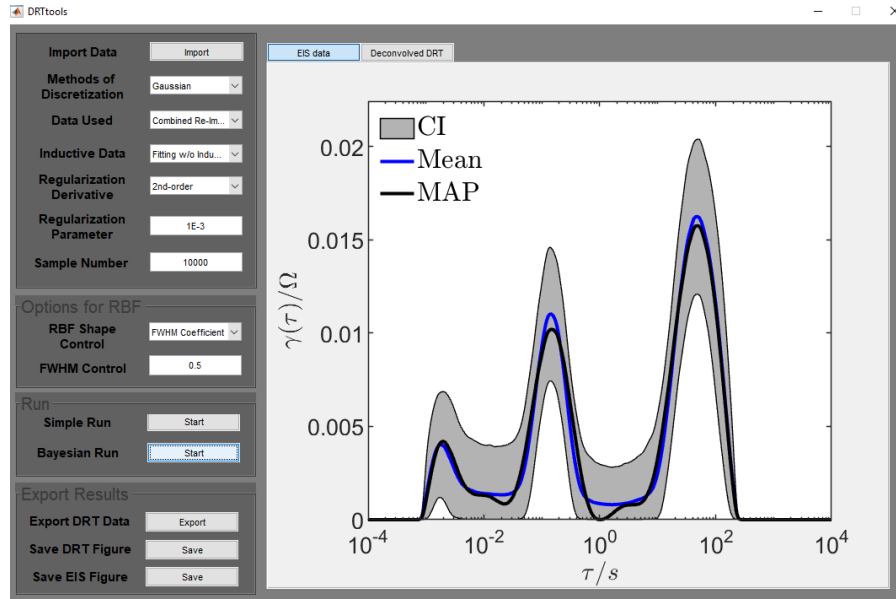 DRTtools
Import Data
Import
Methods of
Discretization
Gaussian
Data Used
Combined Re-Im...
Inductive Data
Fitting w/o Indu...
Regularization
Derivative
2nd-order
Regularization
Parameter
1E-3
Sample Number
10000
Options for RBF
RBF Shape
Control
FWHM Coefficient
FWHM Control
0.5
Run
Simple Run
Start
Bayesian Run
Start
Export Results
Export DRT Data
Export
Save DRT Figure
Save
Save EIS Figure
Save
EIS data
Deconvolved DRT
CI
Mean
MAP
0.02
0.015
0.01
0.005
0
γ(τ)/Ω
10⁻⁴
10⁻²
10⁰
10²
10⁴
τ/s